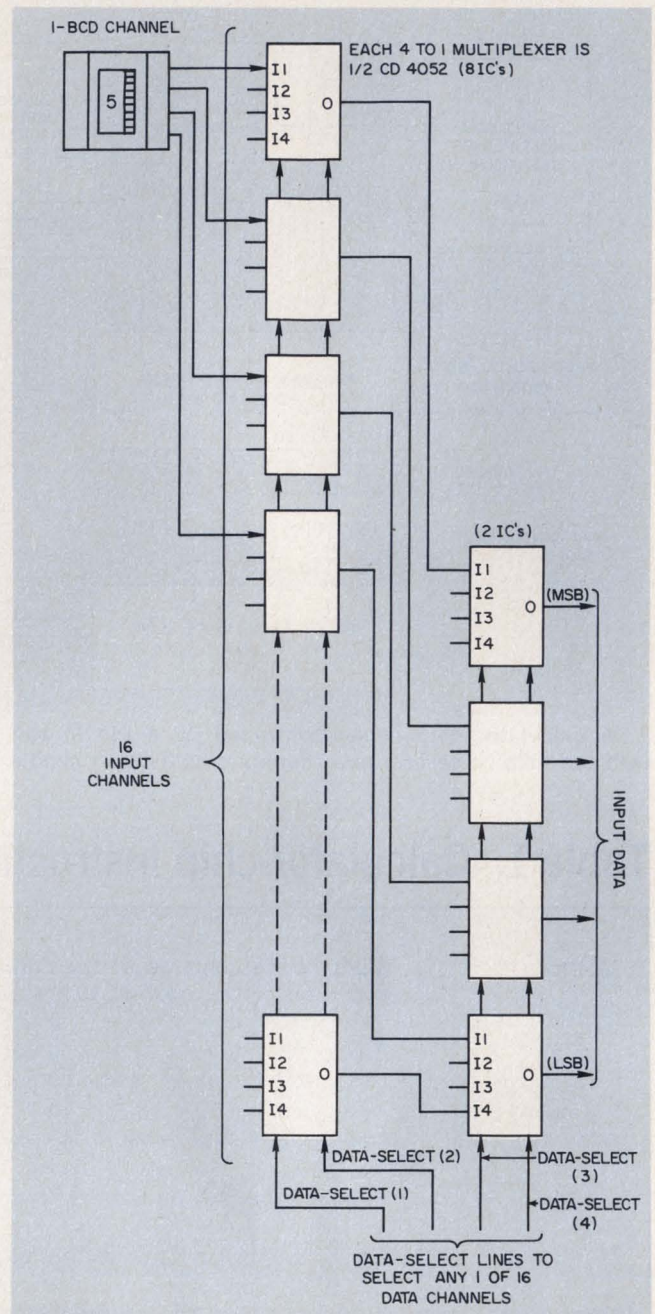 1-BCD CHANNEL
5
EACH 4 TO 1 MULTIPLEXER IS
1/2 CD 4052 (8IC's)
I1
I2
I3
I4
O
(2 IC's)
I1
I2
I3
I4
O
(MSB)
16
INPUT
CHANNELS
INPUT DATA
I1
I2
I3
I4
O
I1
I2
I3
I4
O
(LSB)
DATA-SELECT (2)
DATA-SELECT (1)
DATA-SELECT
(3)
DATA-SELECT
(4)
DATA-SELECT LINES TO
SELECT ANY 1 OF 16
DATA CHANNELS